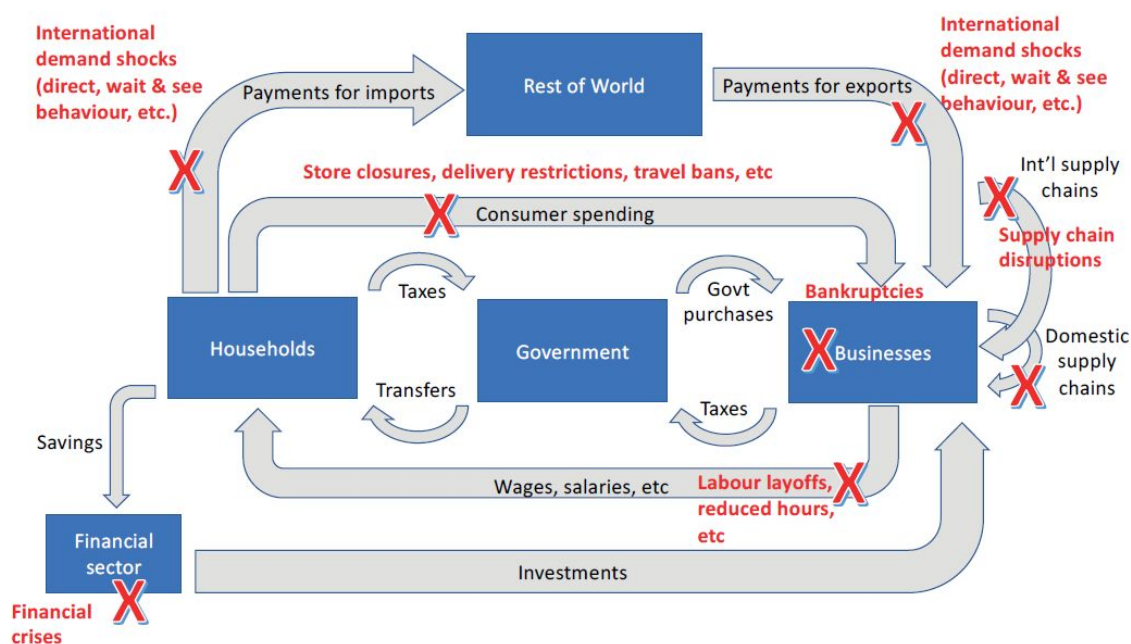 International
demand shocks
(direct, wait & see
behaviour, etc.)
Payments for imports
Rest of World
Payments for exports
International
demand shocks
(direct, wait & see
behaviour, etc.)
X
X
Int'l supply
chains
X
Supply chain
disruptions
Store closures, delivery restrictions, travel bans, etc
X
Consumer spending
Taxes
Govt
purchases
Bankruptcies
Households
Government
X
Businesses
Domestic
supply
chains
X
Transfers
Taxes
Savings
Wages, salaries, etc
Labour layoffs,
reduced hours,
etc
X
Financial
sector
X
Investments
Financial
crises